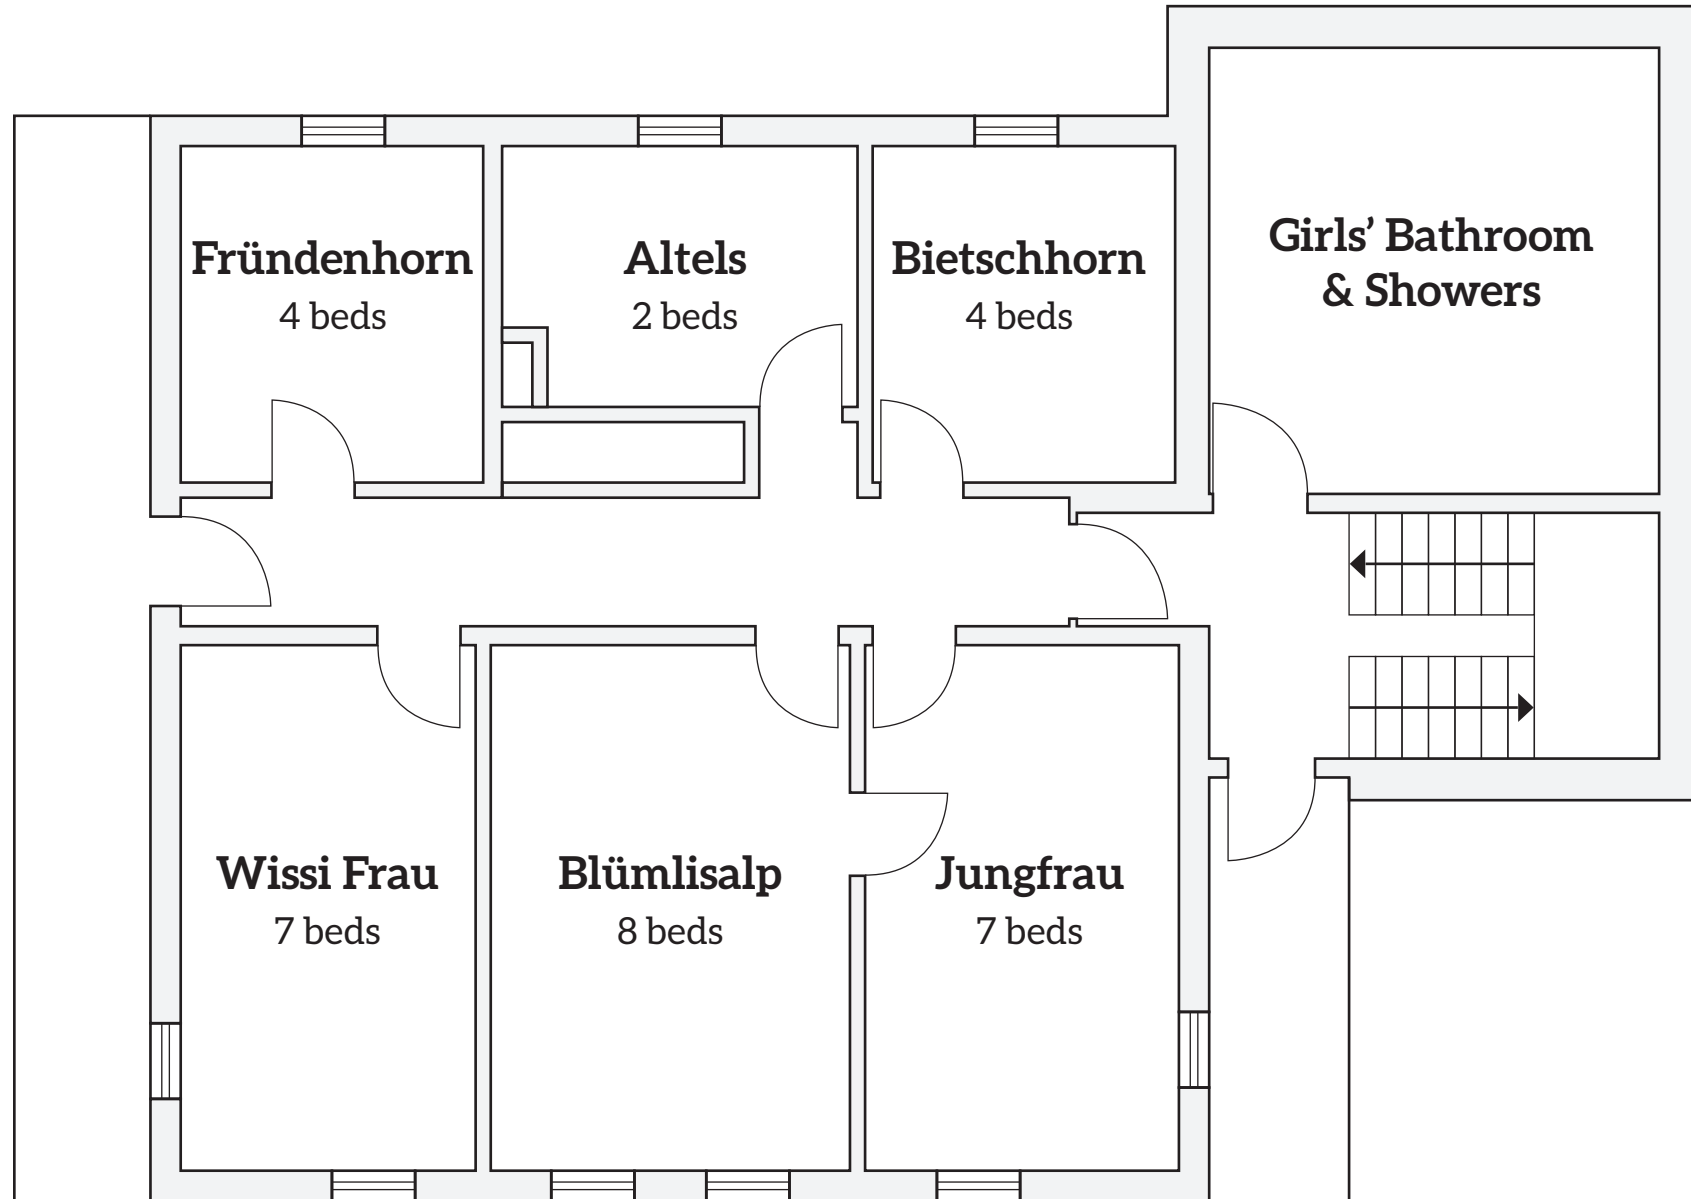 Fründenhorn
4 beds
Altels
2 beds
Bietschhorn
4 beds
Girls’ Bathroom
& Showers
Wissi Frau
7 beds
Blümlisalp
8 beds
Jungfrau
7 beds